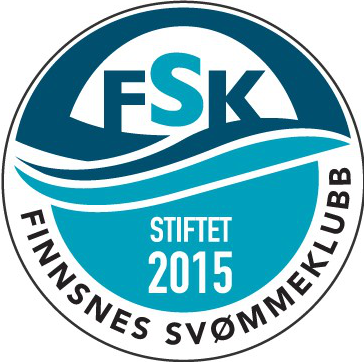 FSK
STIFTET
2015
FINNSNES SVØMMEKLUBB